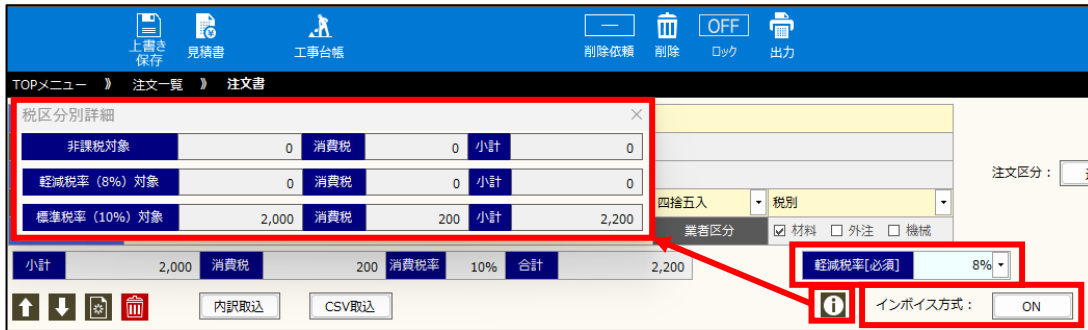 上書き保存 見積書 工事台帳 削除依頼 削除 OFF ロック 出力
TOPメニュー 》 注文一覧 》 注文書
税区分別詳細 ×
非課税対象 0 消費税 0 小計 0
軽減税率（8%）対象 0 消費税 0 小計 0
注文区分：
標準税率（10%）対象 2,000 消費税 200 小計 2,200
四捨五入 税別
業者区分 材料 外注 機械
小計 2,000 消費税 200 消費税率 10% 合計 2,200
軽減税率[必須] 8%
内訳取込 CSV取込
インボイス方式： ON